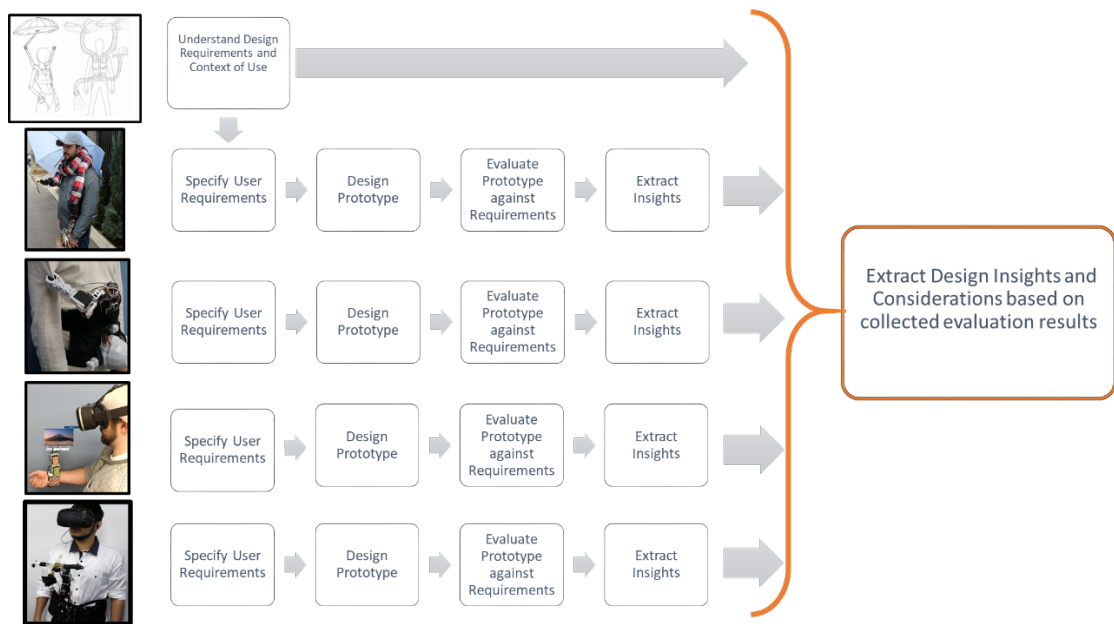 Understand Design
Requirements and
Context of Use
Specify User
Requirements
Design
Prototype
Evaluate
Prototype
against
Requirements
Extract
Insights
Specify User
Requirements
Design
Prototype
Evaluate
Prototype
against
Requirements
Extract
Insights
Specify User
Requirements
Design
Prototype
Evaluate
Prototype
against
Requirements
Extract
Insights
Specify User
Requirements
Design
Prototype
Evaluate
Prototype
against
Requirements
Extract
Insights
Extract Design Insights and
Considerations based on
collected evaluation results